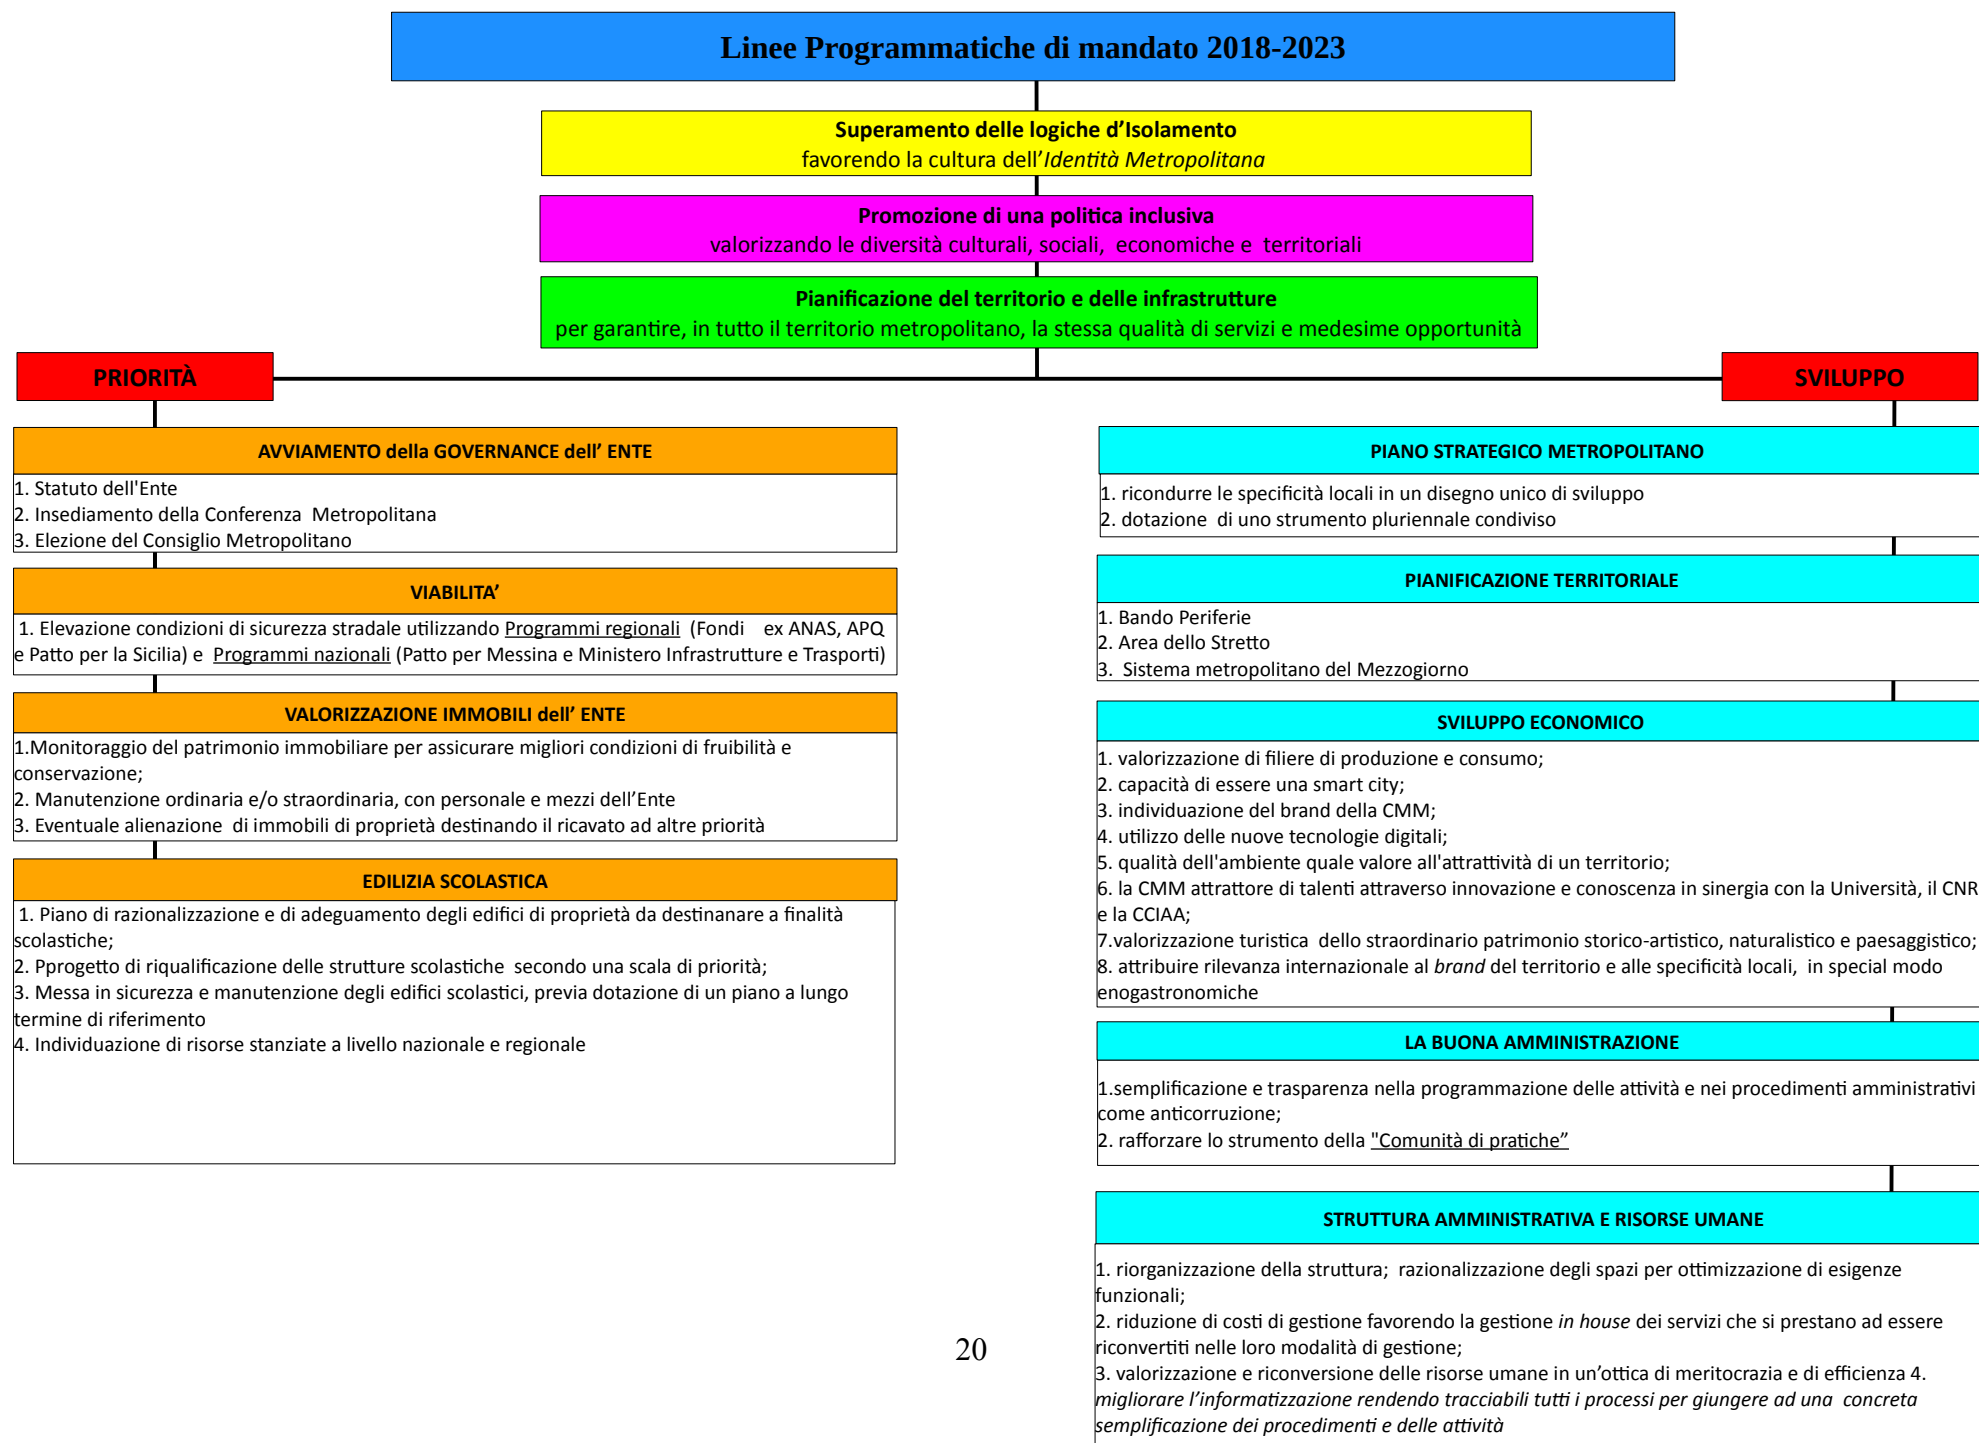 Linee Programmatiche di mandato 2018-2023
Superamento delle logiche d’Isolamento
favorendo la cultura dell’Identità Metropolitana
Promozione di una politica inclusiva
valorizzando le diversità culturali, sociali, economiche e territoriali
Pianificazione del territorio e delle infrastrutture
per garantire, in tutto il territorio metropolitano, la stessa qualità di servizi e medesime opportunità
PRIORITÀ
AVVIAMENTO della GOVERNANCE dell’ ENTE
1. Statuto dell'Ente
2. Insediamento della Conferenza Metropolitana
3. Elezione del Consiglio Metropolitano
VIABILITA’
1. Elevazione condizioni di sicurezza stradale utilizzando Programmi regionali (Fondi ex ANAS, APQ
e Patto per la Sicilia) e Programmi nazionali (Patto per Messina e Ministero Infrastrutture e Trasporti)
VALORIZZAZIONE IMMOBILI dell’ ENTE
1.Monitoraggio del patrimonio immobiliare per assicurare migliori condizioni di fruibilità e
conservazione;
2. Manutenzione ordinaria e/o straordinaria, con personale e mezzi dell’Ente
3. Eventuale alienazione di immobili di proprietà destinando il ricavato ad altre priorità
EDILIZIA SCOLASTICA
1. Piano di razionalizzazione e di adeguamento degli edifici di proprietà da destinanare a finalità
scolastiche;
2. Pprogetto di riqualificazione delle strutture scolastiche secondo una scala di priorità;
3. Messa in sicurezza e manutenzione degli edifici scolastici, previa dotazione di un piano a lungo
termine di riferimento
4. Individuazione di risorse stanziate a livello nazionale e regionale
SVILUPPO
PIANO STRATEGICO METROPOLITANO
1. ricondurre le specificità locali in un disegno unico di sviluppo
2. dotazione di uno strumento pluriennale condiviso
PIANIFICAZIONE TERRITORIALE
1. Bando Periferie
2. Area dello Stretto
3. Sistema metropolitano del Mezzogiorno
SVILUPPO ECONOMICO
1. valorizzazione di filiere di produzione e consumo;
2. capacità di essere una smart city;
3. individuazione del brand della CMM;
4. utilizzo delle nuove tecnologie digitali;
5. qualità dell'ambiente quale valore all'attrattività di un territorio;
6. la CMM attrattore di talenti attraverso innovazione e conoscenza in sinergia con la Università, il CNR
e la CCIAA;
7.valorizzazione turistica dello straordinario patrimonio storico-artistico, naturalistico e paesaggistico;
8. attribuire rilevanza internazionale al brand del territorio e alle specificità locali, in special modo
enogastronomiche
LA BUONA AMMINISTRAZIONE
1.semplificazione e trasparenza nella programmazione delle attività e nei procedimenti amministrativi
come anticorruzione;
2. rafforzare lo strumento della "Comunità di pratiche”
STRUTTURA AMMINISTRATIVA E RISORSE UMANE
1. riorganizzazione della struttura; razionalizzazione degli spazi per ottimizzazione di esigenze
funzionali;
2. riduzione di costi di gestione favorendo la gestione in house dei servizi che si prestano ad essere
riconvertiti nelle loro modalità di gestione;
3. valorizzazione e riconversione delle risorse umane in un’ottica di meritocrazia e di efficienza 4.
migliorare l’informatizzazione rendendo tracciabili tutti i processi per giungere ad una concreta
semplificazione dei procedimenti e delle attività
20